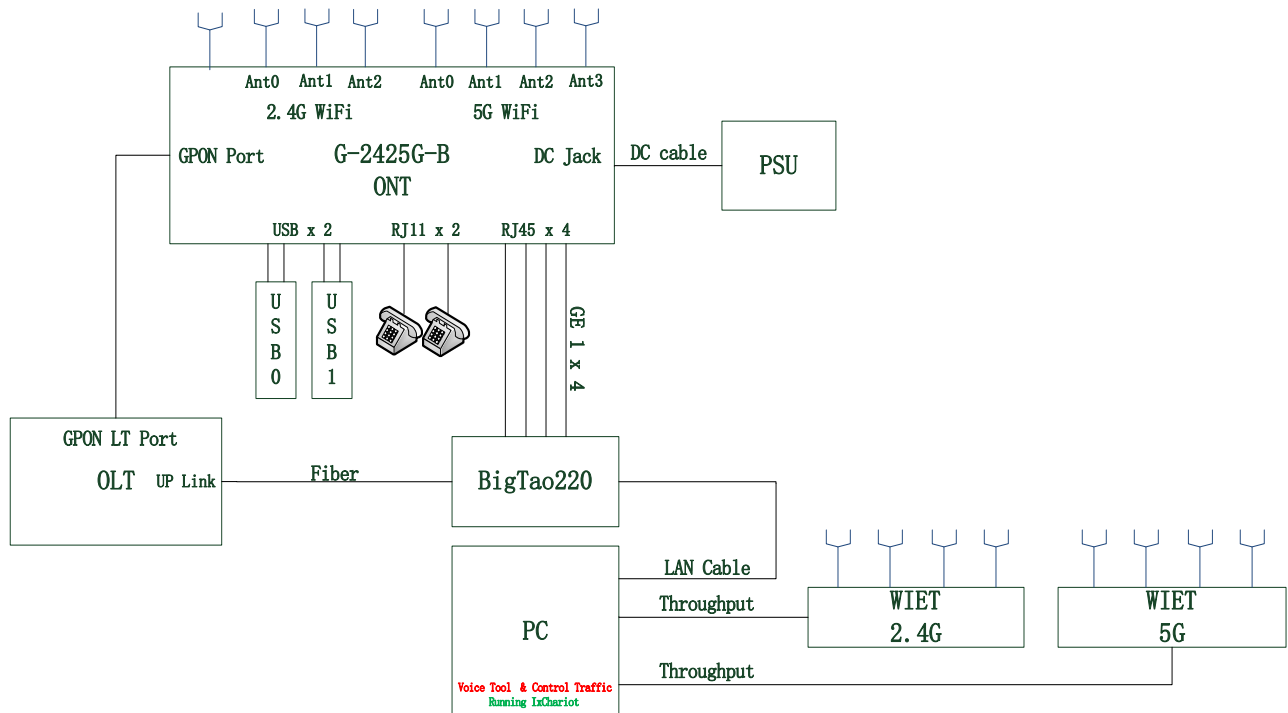 Ant0 Ant1 Ant2 Ant0 Ant1 Ant2 Ant3
2.4G WiFi 5G WiFi
GPON Port G-2425G-B DC Jack DC cable PSU
ONT
USB x 2 RJ11 x 2 RJ45 x 4
USB0
USB1
GE 1 x 4
GPON LT Port
OLT UP Link
Fiber
BigTao220
LAN Cable
Throughput
PC
WIET
2.4G
WIET
5G
Throughput
Voice Tool & Control Traffic
Running IxChariot